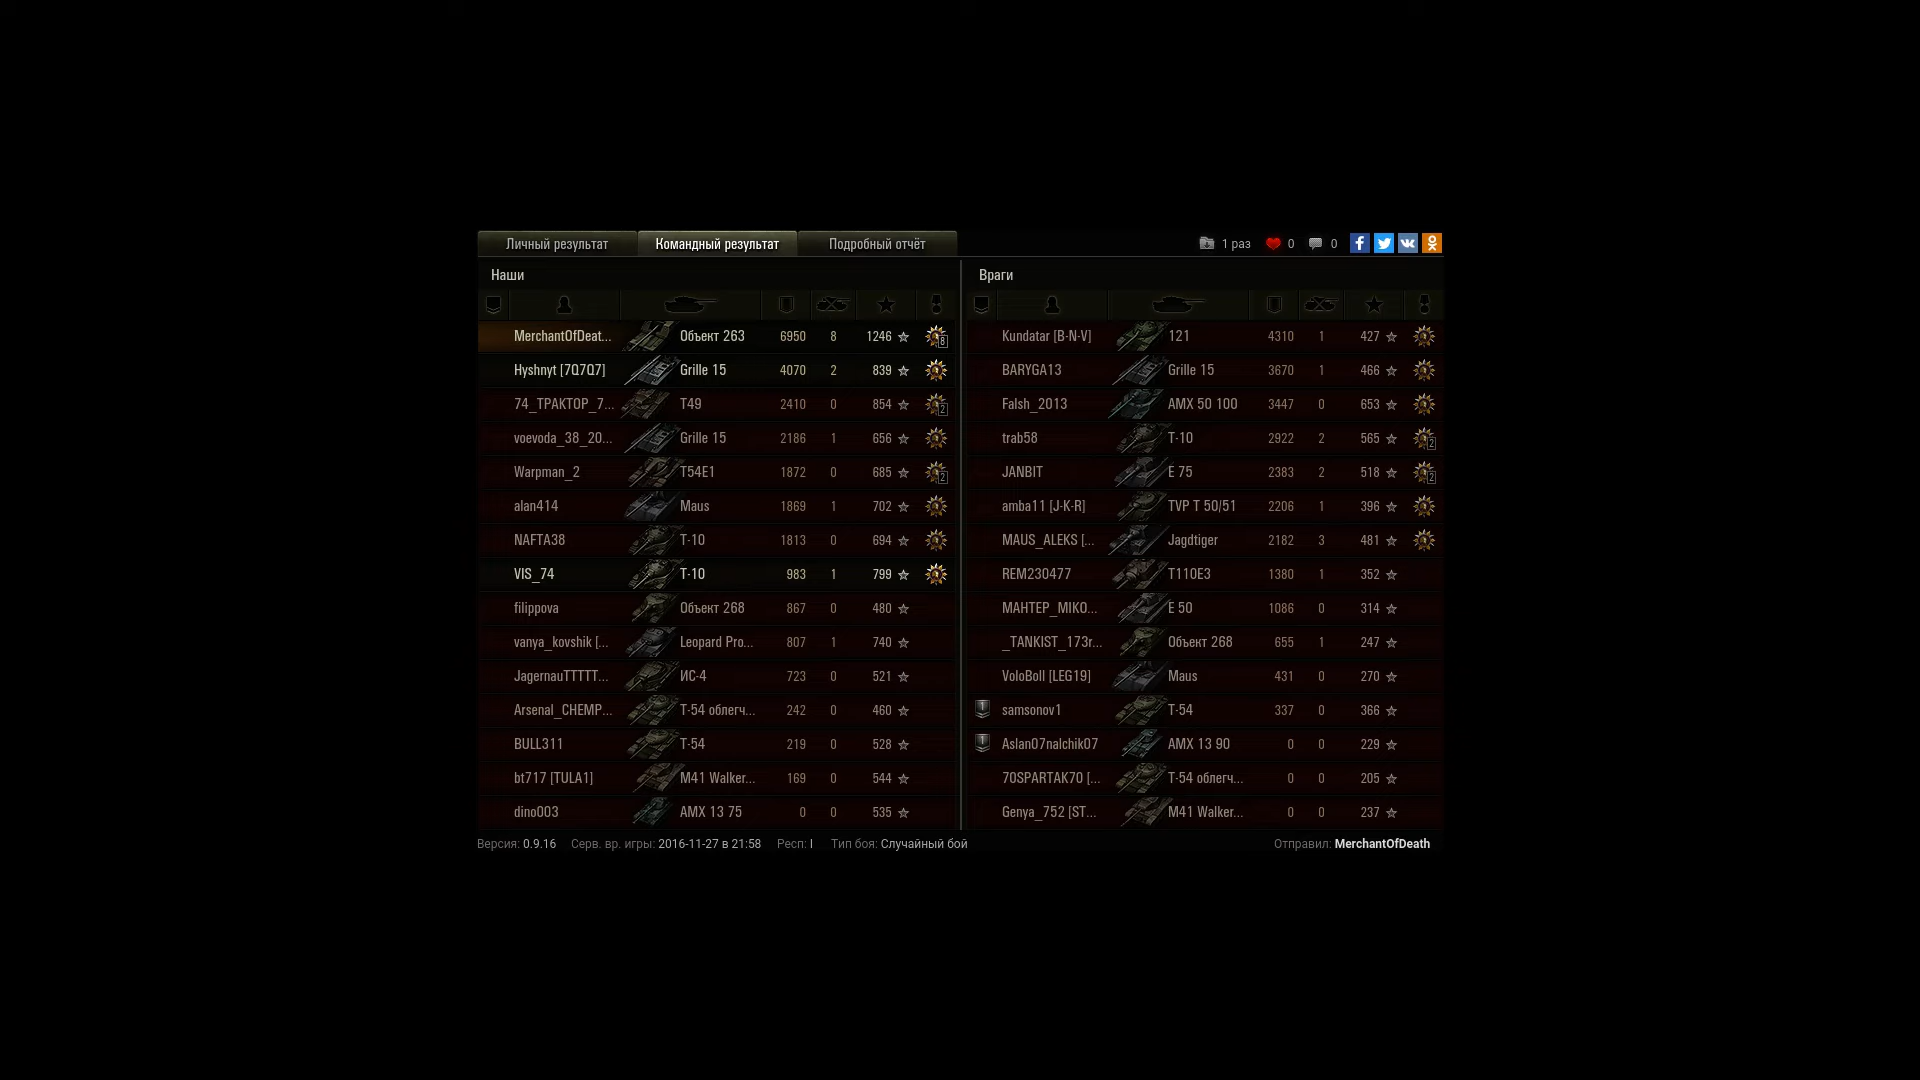 Личный результат Командный результат Подробный отчёт 1 раз 0 0
Наши Враги
MerchantOfDeat... Объект 263 6950 8 1246 8 Kundatar [B-N-V] 121 4310 1 427
Hyshnyt [7Q7Q7] Grille 15 4070 2 839 BARYGA13 Grille 15 3670 1 466
74_TPAKTOP_7... T49 2410 0 854 2 Falsh_2013 AMX 50 100 3447 0 653
voevoda_38_20... Grille 15 2186 1 656 trab58 Т-10 2922 2 565 2
Warpman_2 T54E1 1872 0 685 2 JANBIT E 75 2383 2 518 2
alan414 Maus 1869 1 702 amba11 [J-K-R] TVP T 50/51 2206 1 396
NAFTA38 Т-10 1813 0 694 MAUS_ALEKS [... Jagdtiger 2182 3 481
VIS_74 Т-10 983 1 799 REM230477 T110E3 1380 1 352
filippova Объект 268 867 0 480 MAHTEP_MIKO... E 50 1086 0 314
vanya_kovshik [... Leopard Pro... 807 1 740 _TANKIST_173r... Объект 268 655 1 247
JagernauTTTTT... ИС-4 723 0 521 VoloBoll [LEG19] Maus 431 0 270
Arsenal_CHEMP... Т-54 облегч... 242 0 460 1 samsonov1 Т-54 337 0 366
BULL311 Т-54 219 0 528 1 Aslan07nalchik07 AMX 13 90 0 0 229
bt717 [TULA1] M41 Walker... 169 0 544 70SPARTAK70 [... Т-54 облегч... 0 0 205
dino003 AMX 13 75 0 0 535 Genya_752 [ST... M41 Walker... 0 0 237
Версия: 0.9.16 Серв. вр. игры: 2016-11-27 в 21:58 Респ: I Тип боя: Случайный бой Отправил: MerchantOfDeath